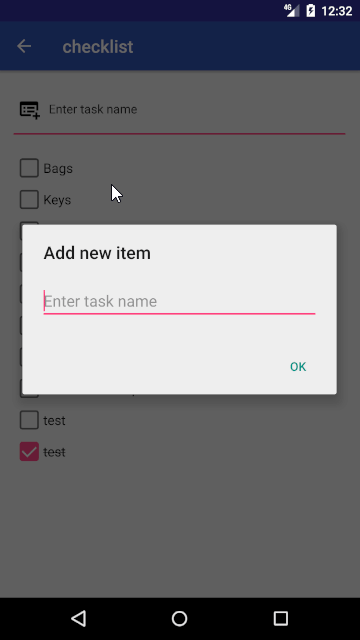 4G 12:32
checklist
Enter task name
Bags
Keys
Add new item
Enter task name
OK
test
test